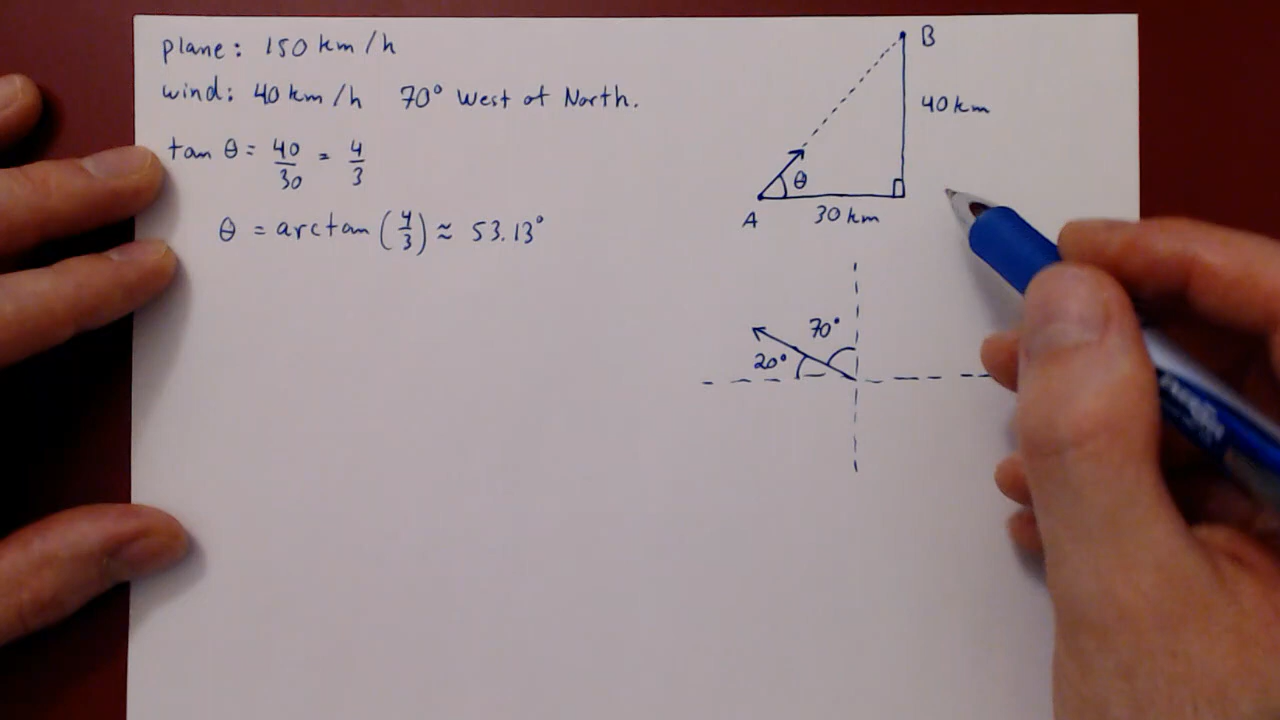 plane: 150 km/h
wind: 40 km/h 70° West of North.
tan θ = 40/30 = 4/3
θ = arctan (4/3) ≈ 53.13°
B
40 km
θ
A
30 km
70°
20°